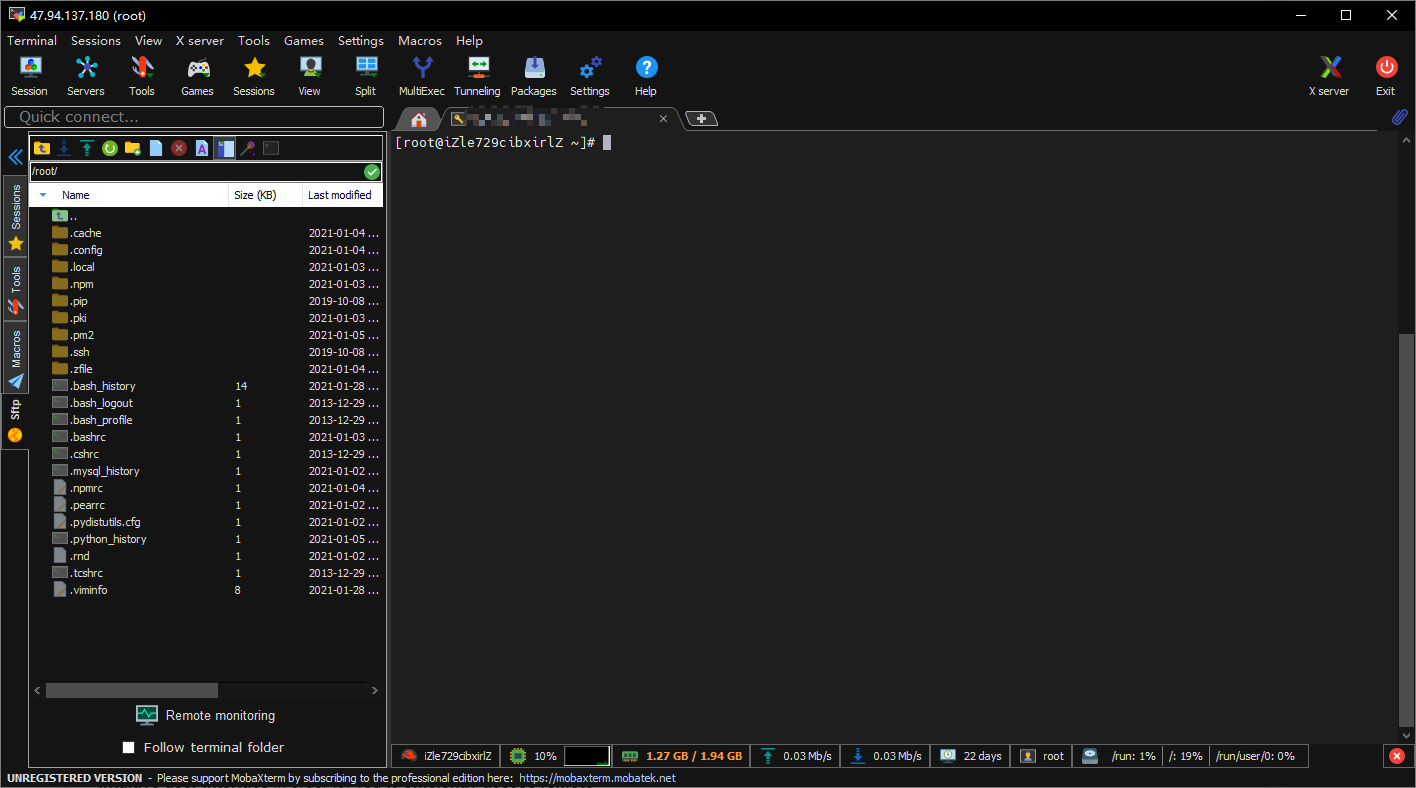 47.94.137.180 (root)
Terminal Sessions View X server Tools Games Settings Macros Help
Session Servers Tools Games Sessions View Split MultiExec Tunneling Packages Settings Help X server Exit
Quick connect...
[root@iZle729cibxirlZ ~]#
/root/
Name Size (KB) Last modified
..
.cache 2021-01-04 ...
.config 2021-01-04 ...
.local 2021-01-03 ...
.npm 2021-01-03 ...
.pip 2019-10-08 ...
.pki 2021-01-03 ...
.pm2 2021-01-05 ...
.ssh 2019-10-08 ...
.zfile 2021-01-04 ...
.bash_history 14 2021-01-28 ...
.bash_logout 1 2013-12-29 ...
.bash_profile 1 2013-12-29 ...
.bashrc 1 2021-01-03 ...
.cshrc 1 2013-12-29 ...
.mysql_history 1 2021-01-02 ...
.npmrc 1 2021-01-04 ...
.pearrc 1 2021-01-02 ...
.pydistutils.cfg 1 2021-01-02 ...
.python_history 1 2021-01-05 ...
.rnd 1 2021-01-02 ...
.tcshrc 1 2013-12-29 ...
.viminfo 8 2021-01-28 ...
Sessions
Tools
Macros
Sftp
Remote monitoring
Follow terminal folder
iZle729cibxirlZ 10% 1.27 GB / 1.94 GB 0.03 Mb/s 0.03 Mb/s 22 days root /run: 1% /: 19% /run/user/0: 0%
UNREGISTERED VERSION - Please support MobaXterm by subscribing to the professional edition here: https://mobaxterm.mobatek.net